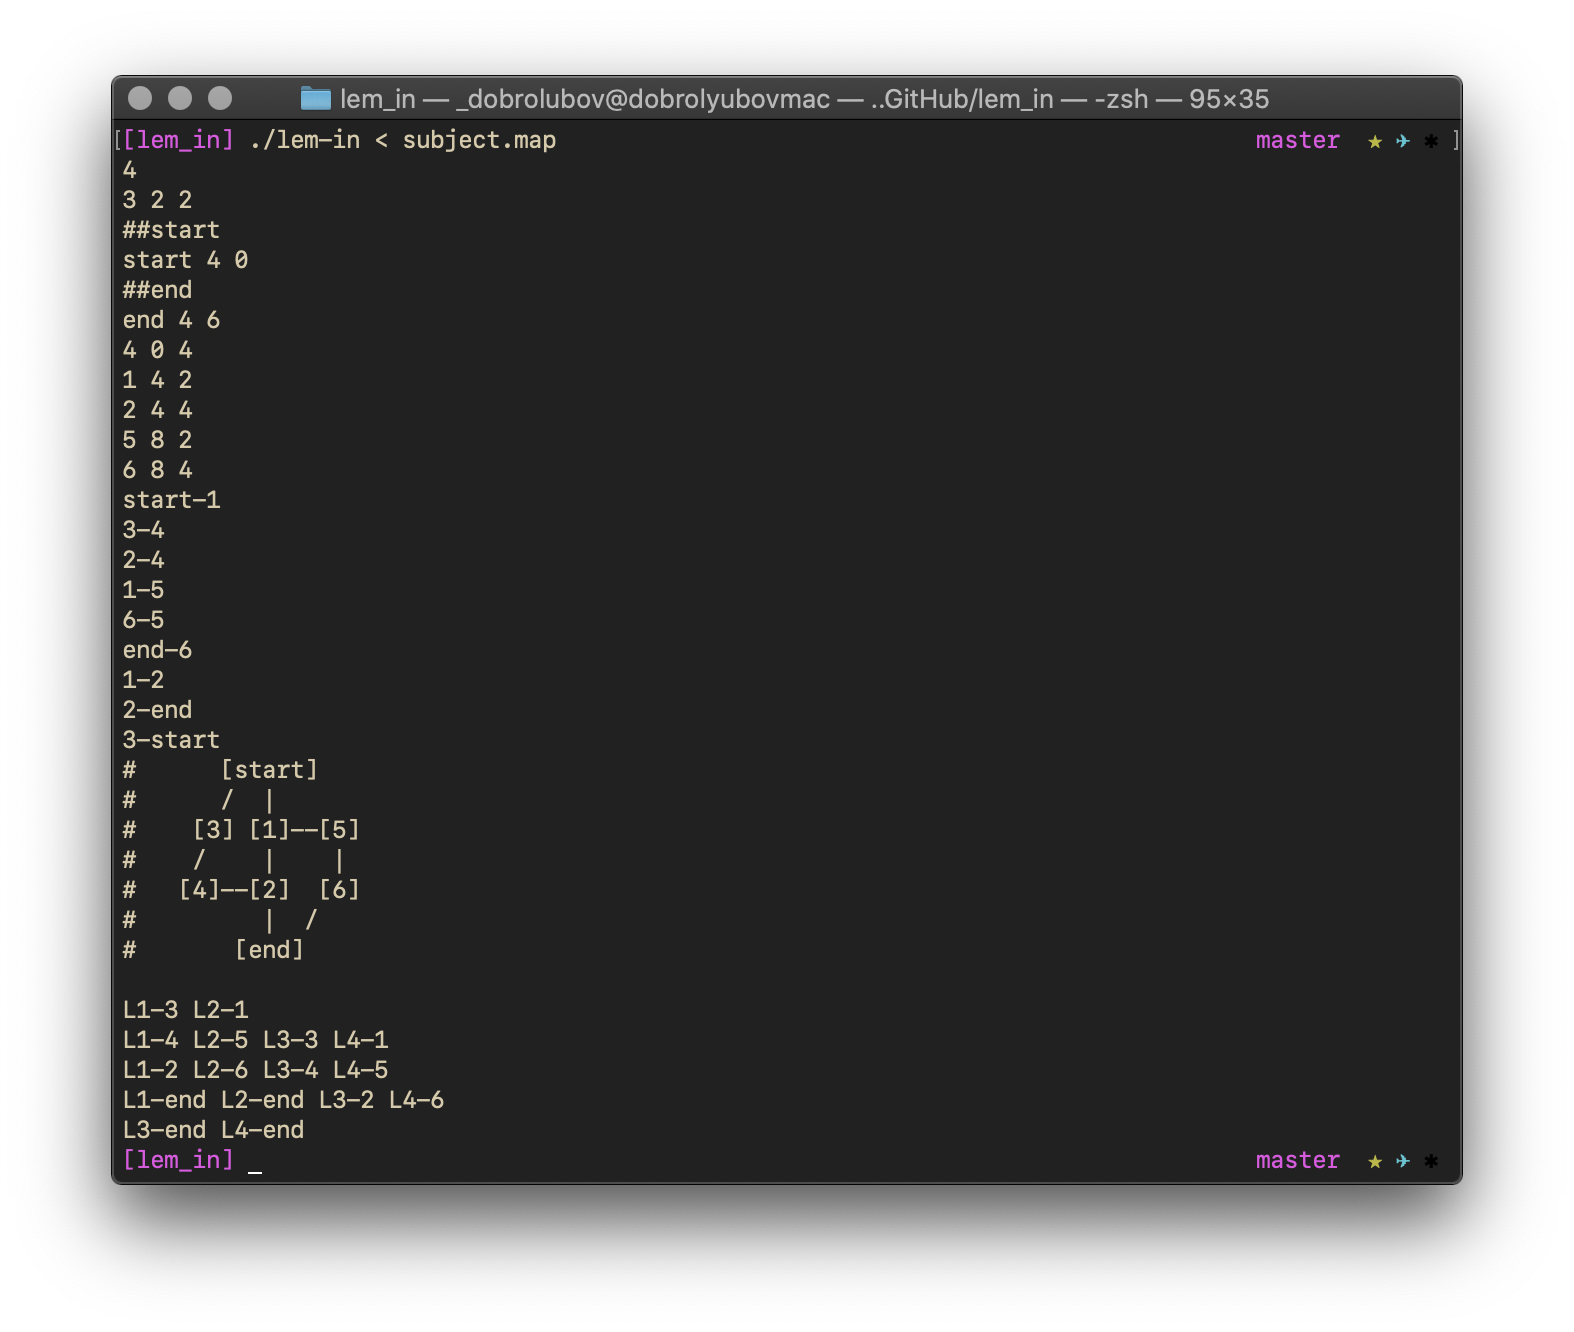 lem_in — _dobrolubov@dobrolyubovmac — ..GitHub/lem_in — -zsh — 95×35
[[lem_in] ./lem-in < subject.map master ★ ✈ ✱ ]
4
3 2 2
##start
start 4 0
##end
end 4 6
4 0 4
1 4 2
2 4 4
5 8 2
6 8 4
start-1
3-4
2-4
1-5
6-5
end-6
1-2
2-end
3-start
#      [start]
#      /  |
#    [3] [1]--[5]
#    /    |    |
#   [4]--[2]  [6]
#         |  /
#       [end]

L1-3 L2-1
L1-4 L2-5 L3-3 L4-1
L1-2 L2-6 L3-4 L4-5
L1-end L2-end L3-2 L4-6
L3-end L4-end
[lem_in] _ master ★ ✈ ✱